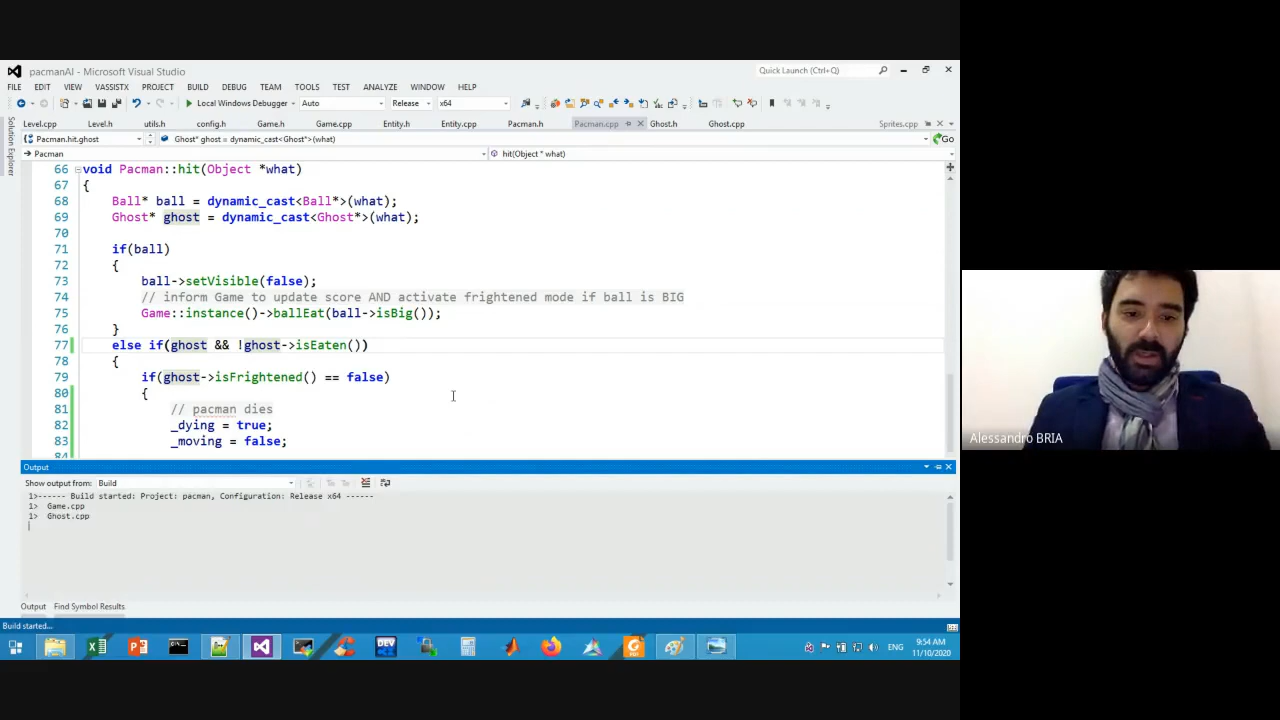 pacmanAI - Microsoft Visual Studio
Quick Launch (Ctrl+Q)
FILE EDIT VIEW VASSISTX PROJECT BUILD DEBUG TEAM TOOLS TEST ANALYZE WINDOW HELP
Local Windows Debugger Auto Release x64
Level.cpp Level.h utils.h config.h Game.h Game.cpp Entity.h Entity.cpp Pacman.h Pacman.cpp Ghost.h Ghost.cpp Sprites.cpp
Pacman.hit.ghost Ghost* ghost = dynamic_cast<Ghost*>(what) Go
Pacman hit(Object * what)
Solution Explorer
66 void Pacman::hit(Object *what)
67 {
68 Ball* ball = dynamic_cast<Ball*>(what);
69 Ghost* ghost = dynamic_cast<Ghost*>(what);
70
71 if(ball)
72 {
73 ball->setVisible(false);
74 // inform Game to update score AND activate frightened mode if ball is BIG
75 Game::instance()->ballEat(ball->isBig());
76 }
77 else if(ghost && !ghost->isEaten())
78 {
79 if(ghost->isFrightened() == false)
80 {
81 // pacman dies
82 _dying = true;
83 _moving = false;
84
Output
Show output from: Build
1>------ Build started: Project: pacman, Configuration: Release x64 ------
1> Game.cpp
1> Ghost.cpp
Output Find Symbol Results
Build started...
DEV
PDF
ENG
9:54 AM
11/10/2020
Alessandro BRIA